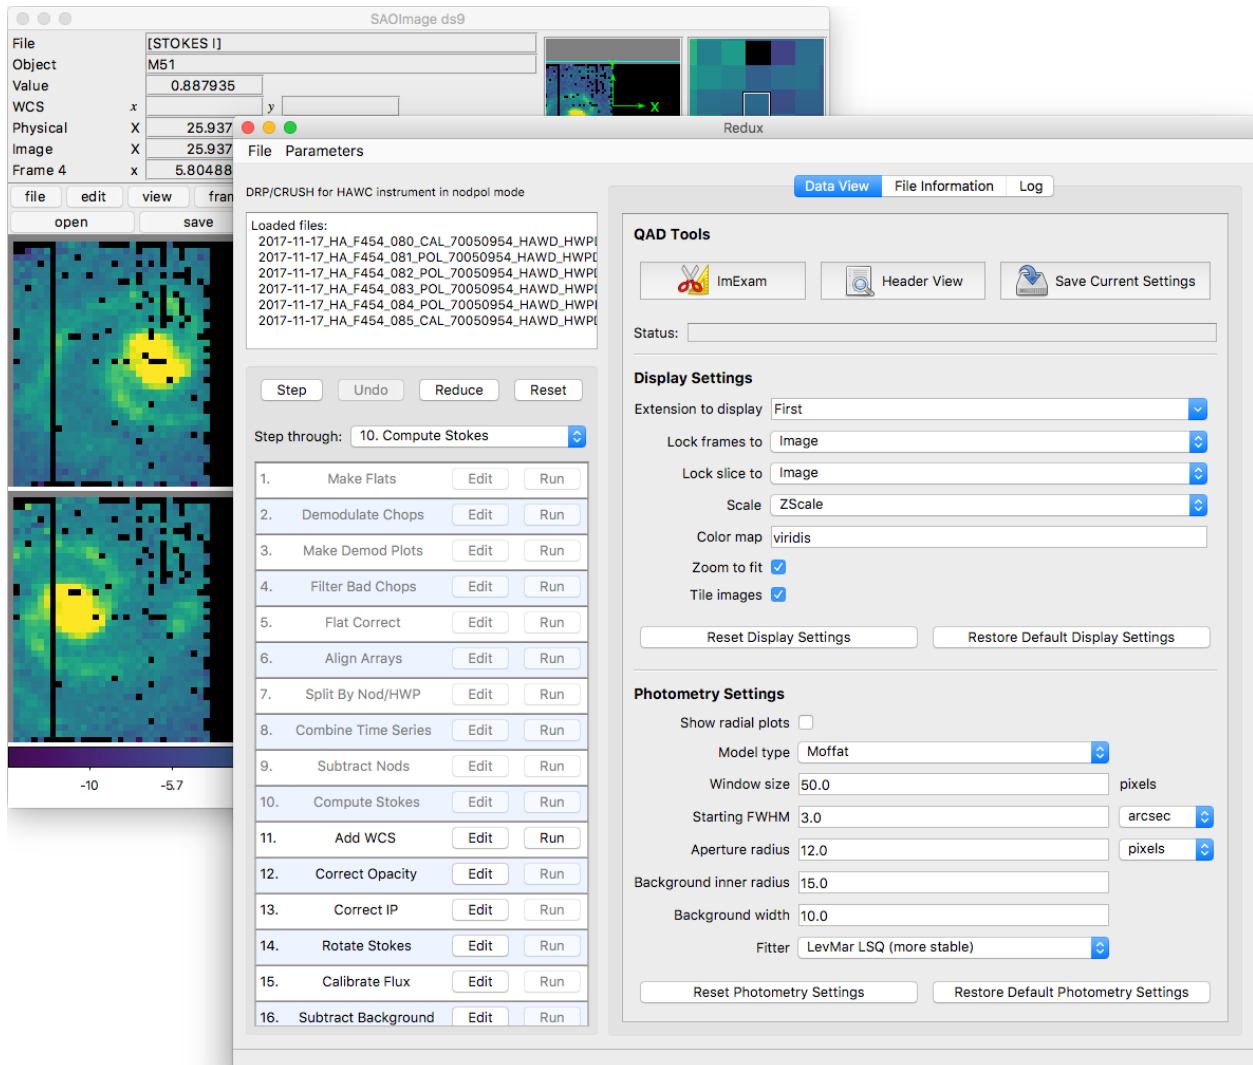 SAOImage ds9
File [STOKES I]
Object M51
Value 0.887935
WCS x y
Physical X 25.937
Image X 25.937
Frame 4 x 5.80488
file edit view fran
open save
Y
X
-10 -5.7
Redux
File Parameters
DRP/CRUSH for HAWC instrument in nodpol mode
Loaded files:
2017-11-17_HA_F454_080_CAL_70050954_HAWD_HWPD
2017-11-17_HA_F454_081_POL_70050954_HAWD_HWPD
2017-11-17_HA_F454_082_POL_70050954_HAWD_HWPD
2017-11-17_HA_F454_083_POL_70050954_HAWD_HWPD
2017-11-17_HA_F454_084_POL_70050954_HAWD_HWPD
2017-11-17_HA_F454_085_CAL_70050954_HAWD_HWPD
Step Undo Reduce Reset
Step through: 10. Compute Stokes
1. Make Flats Edit Run
2. Demodulate Chops Edit Run
3. Make Demod Plots Edit Run
4. Filter Bad Chops Edit Run
5. Flat Correct Edit Run
6. Align Arrays Edit Run
7. Split By Nod/HWP Edit Run
8. Combine Time Series Edit Run
9. Subtract Nods Edit Run
10. Compute Stokes Edit Run
11. Add WCS Edit Run
12. Correct Opacity Edit Run
13. Correct IP Edit Run
14. Rotate Stokes Edit Run
15. Calibrate Flux Edit Run
16. Subtract Background Edit Run
Data View File Information Log
QAD Tools
ImExam Header View Save Current Settings
Status:
Display Settings
Extension to display First
Lock frames to Image
Lock slice to Image
Scale ZScale
Color map viridis
Zoom to fit
Tile images
Reset Display Settings Restore Default Display Settings
Photometry Settings
Show radial plots
Model type Moffat
Window size 50.0 pixels
Starting FWHM 3.0 arcsec
Aperture radius 12.0 pixels
Background inner radius 15.0
Background width 10.0
Fitter LevMar LSQ (more stable)
Reset Photometry Settings Restore Default Photometry Settings